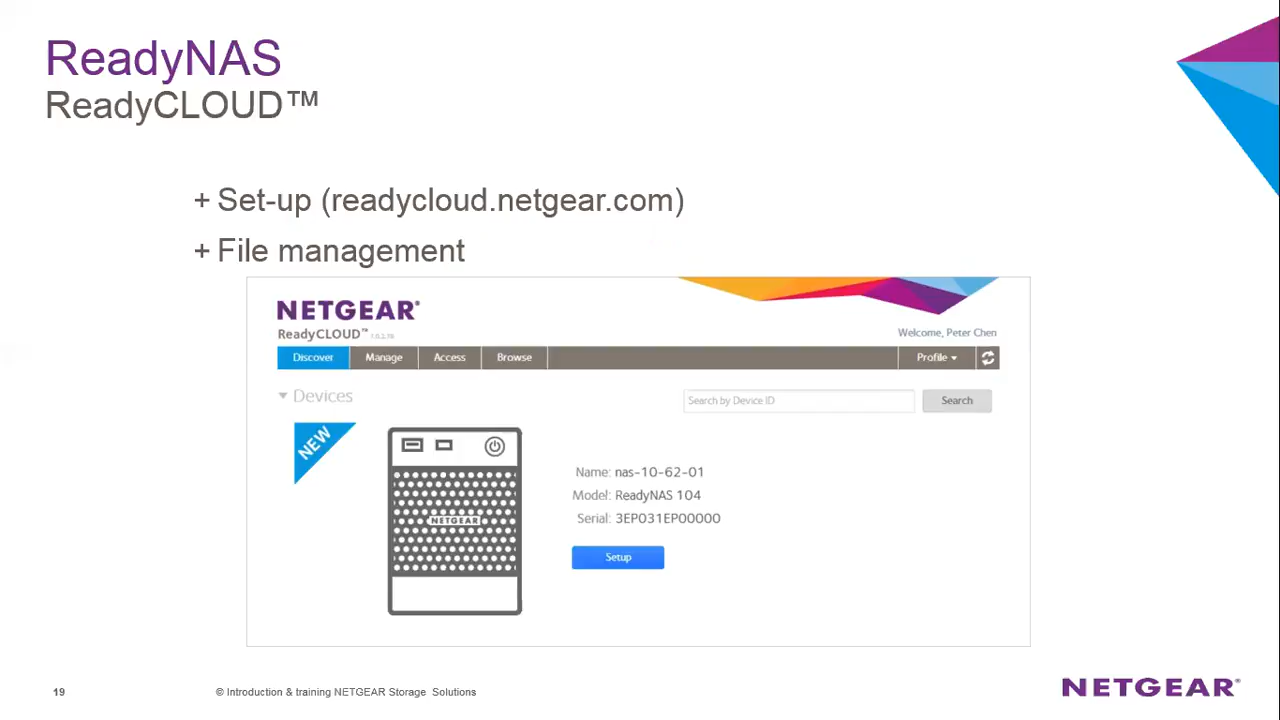 ReadyNAS
ReadyCLOUD™
+ Set-up (readycloud.netgear.com)
+ File management
NETGEAR®
ReadyCLOUD™
Welcome, Peter Chen
Discover Manage Access Browse Profile
Devices
Search by Device ID Search
NEW
NETGEAR
Name: nas-10-62-01
Model: ReadyNAS 104
Serial: 3EP031EP00000
Setup
19 © Introduction & training NETGEAR Storage Solutions
NETGEAR®